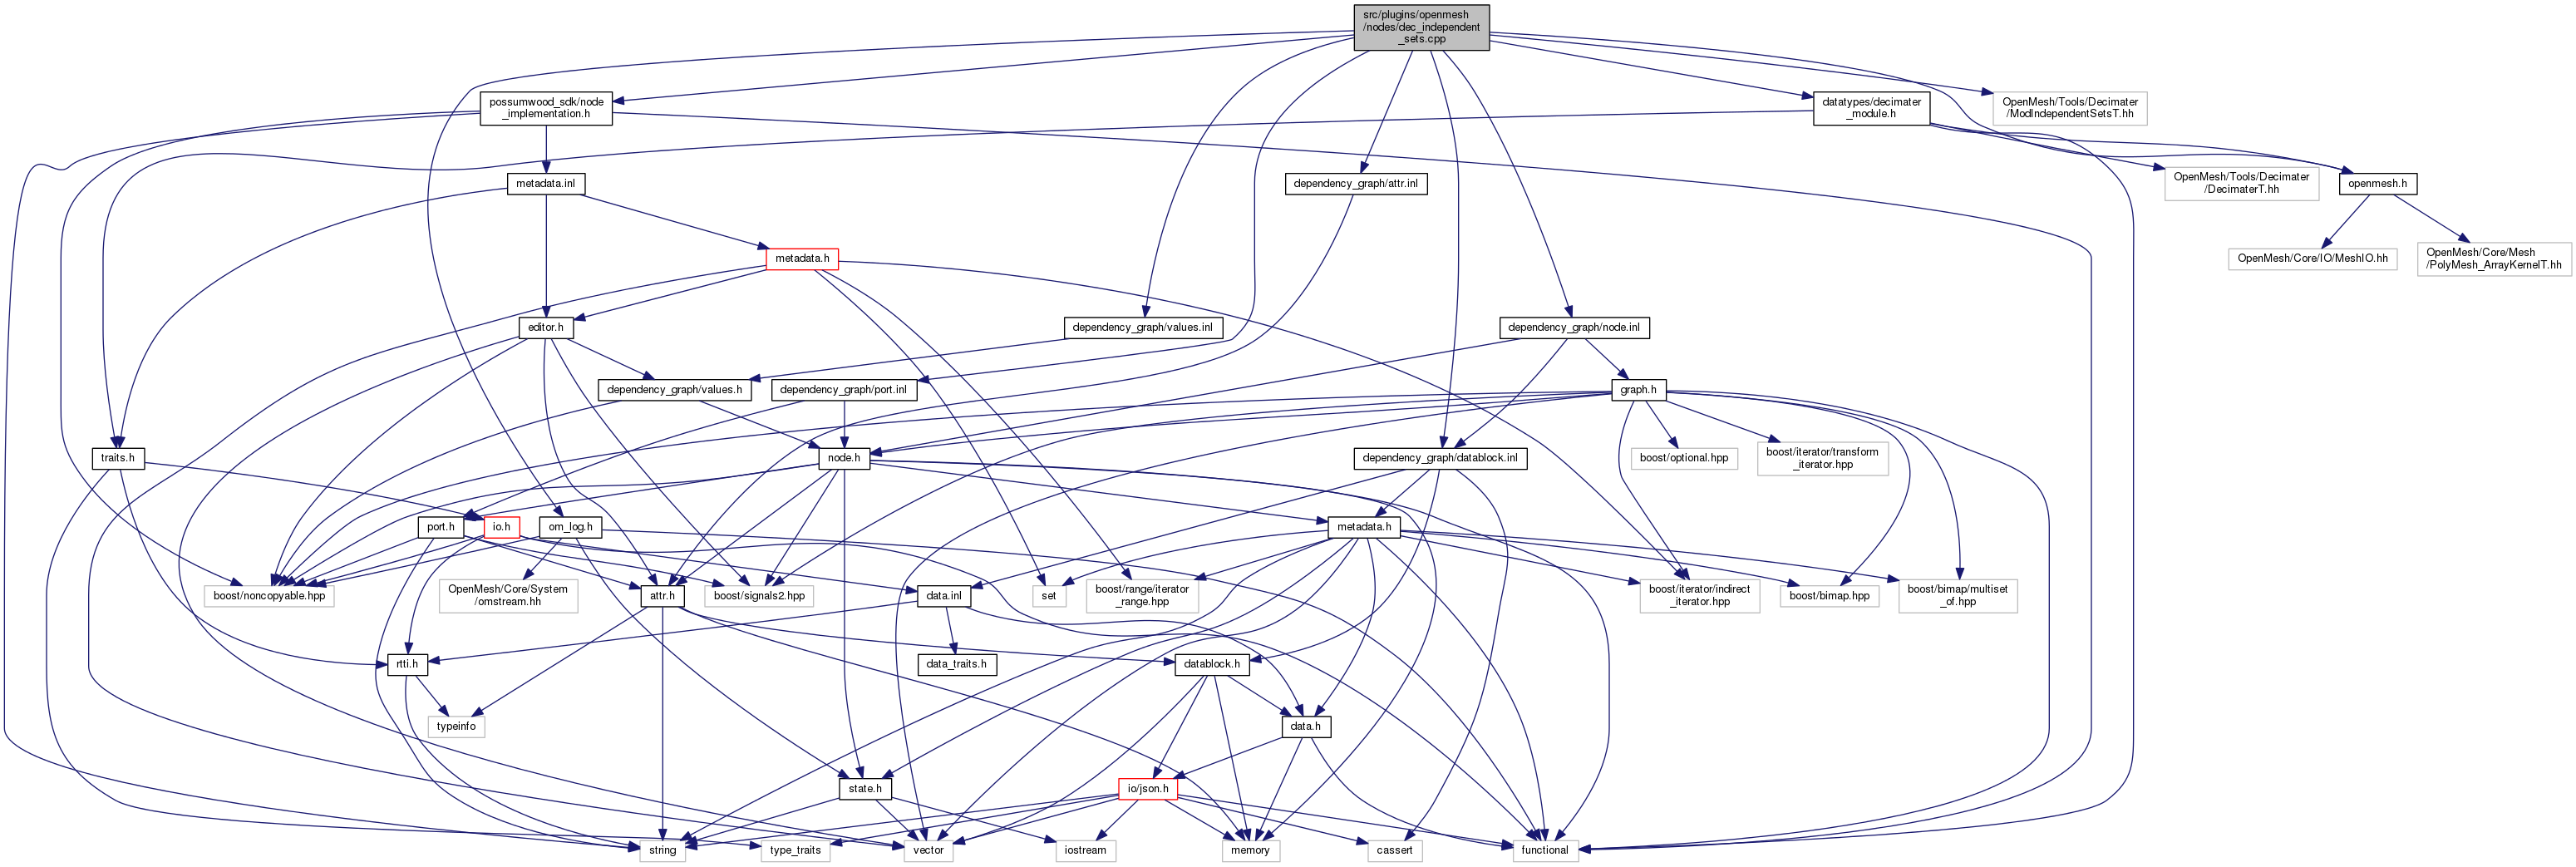 src/plugins/openmesh
/nodes/dec_independent
_sets.cpp
possumwood_sdk/node
_implementation.h
datatypes/decimater
_module.h
OpenMesh/Tools/Decimater
/ModIndependentSetsT.hh
metadata.inl
dependency_graph/attr.inl
OpenMesh/Tools/Decimater
/DecimaterT.hh
openmesh.h
metadata.h
OpenMesh/Core/IO/MeshIO.hh
OpenMesh/Core/Mesh
/PolyMesh_ArrayKernelT.hh
editor.h
dependency_graph/values.inl
dependency_graph/node.inl
dependency_graph/values.h
dependency_graph/port.inl
graph.h
traits.h
node.h
dependency_graph/datablock.inl
boost/optional.hpp
boost/iterator/transform
_iterator.hpp
port.h
io.h
om_log.h
metadata.h
boost/noncopyable.hpp
OpenMesh/Core/System
/omstream.hh
attr.h
boost/signals2.hpp
data.inl
set
boost/range/iterator
_range.hpp
boost/iterator/indirect
_iterator.hpp
boost/bimap.hpp
boost/bimap/multiset
_of.hpp
rtti.h
data_traits.h
datablock.h
typeinfo
data.h
state.h
io/json.h
string
type_traits
vector
iostream
memory
cassert
functional